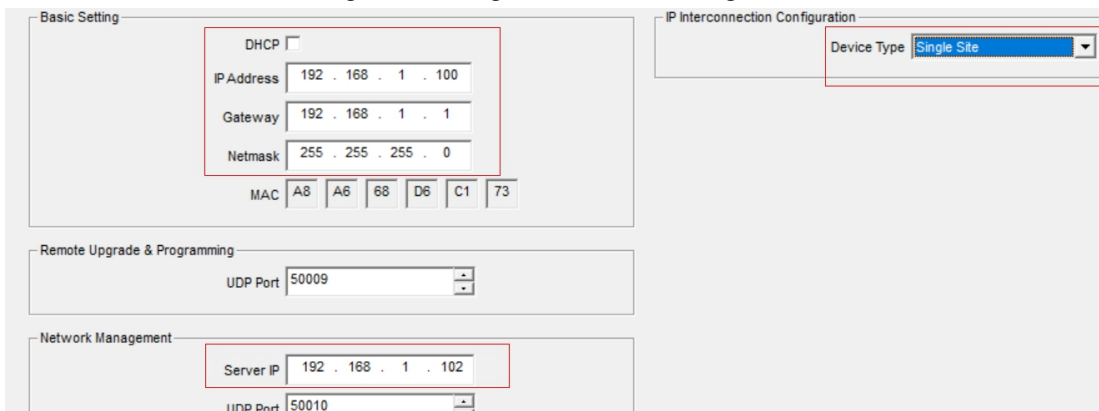 Basic Setting
DHCP
IP Address 192 . 168 . 1 . 100
Gateway 192 . 168 . 1 . 1
Netmask 255 . 255 . 255 . 0
MAC A8 A6 68 D6 C1 73
Remote Upgrade & Programming
UDP Port 50009
Network Management
Server IP 192 . 168 . 1 . 102
UDP Port 50010
IP Interconnection Configuration
Device Type Single Site